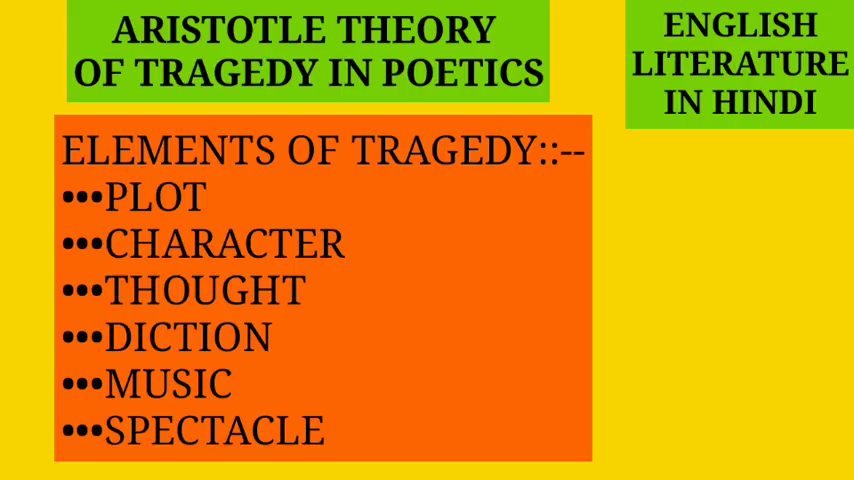 ARISTOTLE THEORY
OF TRAGEDY IN POETICS
ENGLISH
LITERATURE
IN HINDI
ELEMENTS OF TRAGEDY::--
•••PLOT
•••CHARACTER
•••THOUGHT
•••DICTION
•••MUSIC
•••SPECTACLE